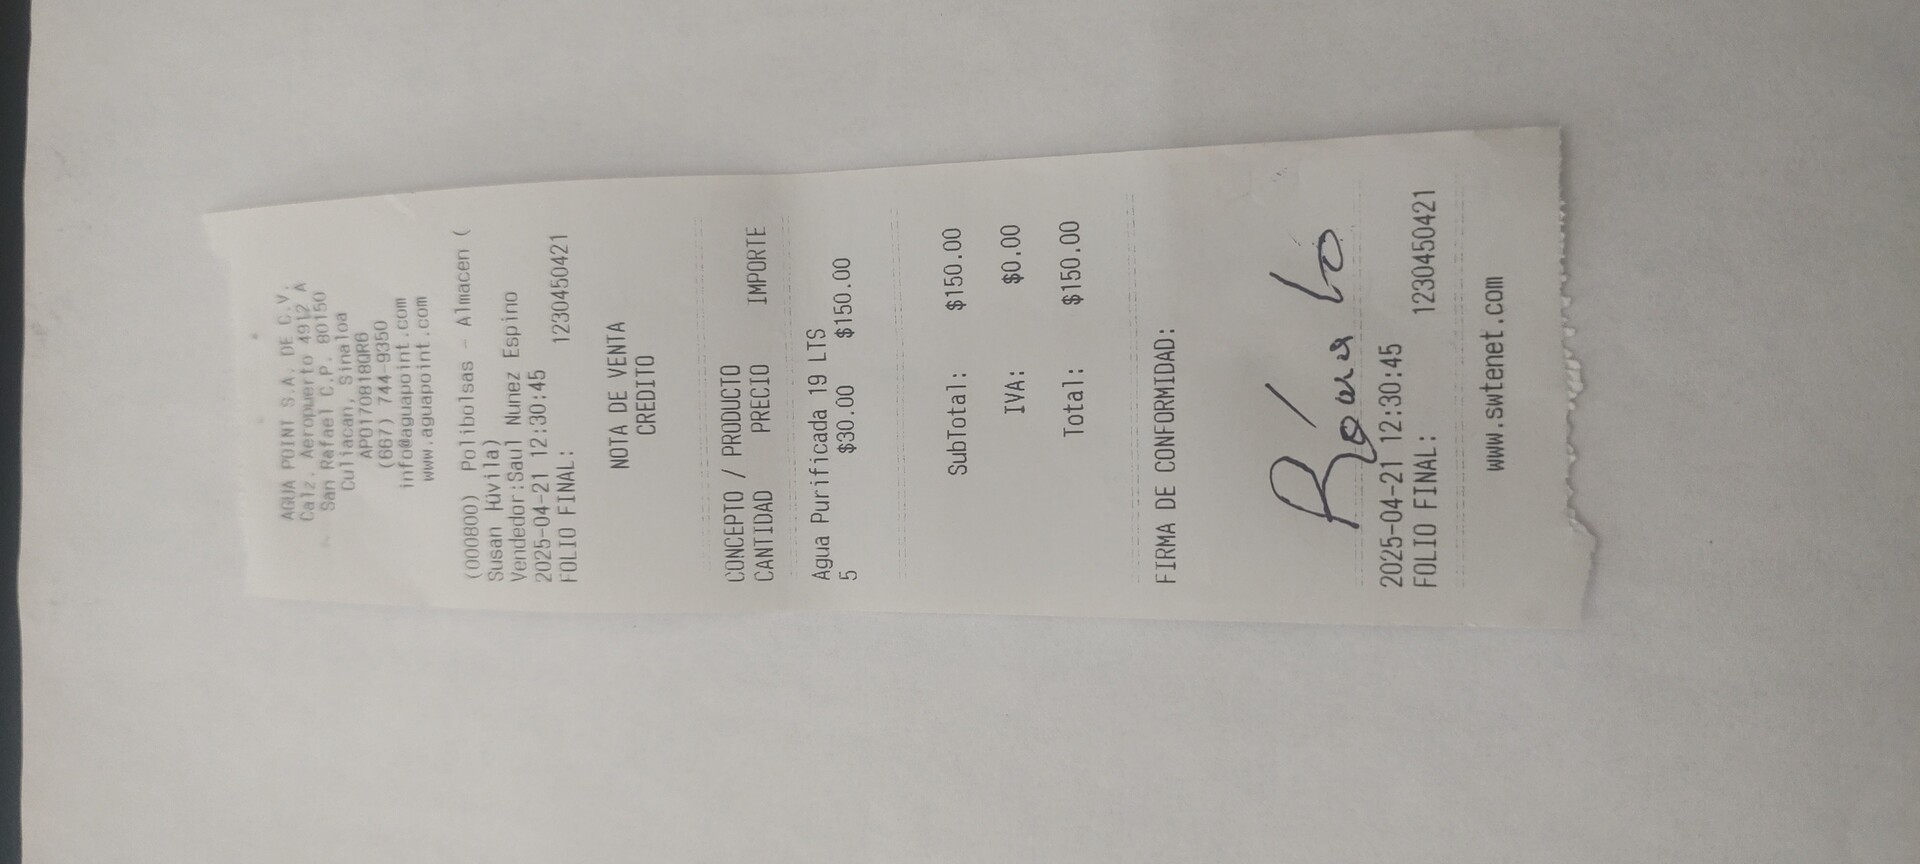 AGUA POINT S.A. DE C.V.
Calz. Aeropuerto 4912 A
San Rafael C.P. 80150
Culiacan, Sinaloa
APO170818QR6
(667) 744-9350
info@aguapoint.com
www.aguapoint.com
(000800) Polibolsas - Almacen (
Susan Hüvila)
Vendedor:Saul Nunez Espino
2025-04-21 12:30:45
FOLIO FINAL: 1230450421
NOTA DE VENTA
CREDITO
CONCEPTO / PRODUCTO
CANTIDAD PRECIO IMPORTE
Agua Purificada 19 LTS
5 $30.00 $150.00
SubTotal: $150.00
IVA: $0.00
Total: $150.00
FIRMA DE CONFORMIDAD:
2025-04-21 12:30:45
FOLIO FINAL: 1230450421
www.swtenet.com